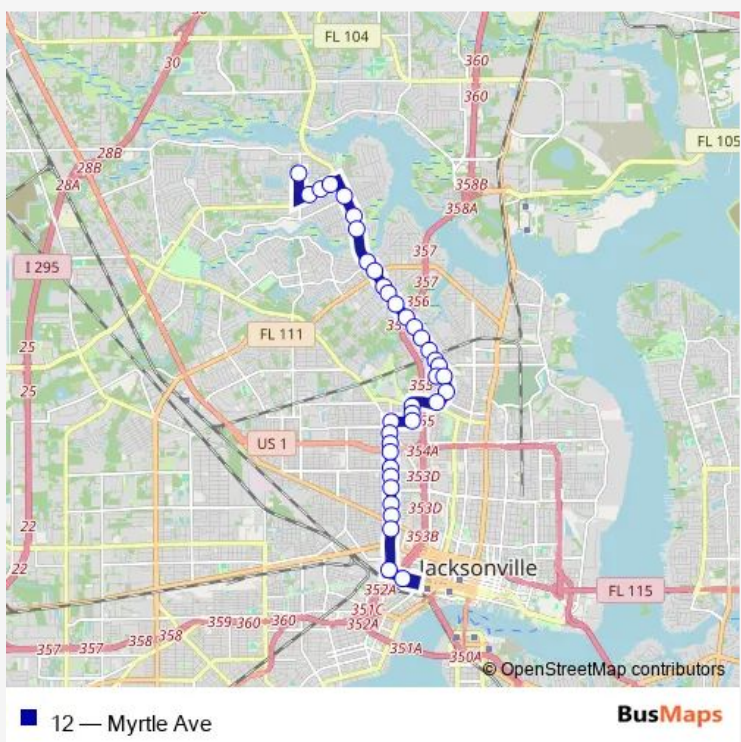 30
FL 104
360
360
FL 105
28B
28B
28A
358B
358A
I 295
357
357
356
FL 111
25
25
355
US 1
354A
353D
353D
22
353B
22
Jacksonville
352A
FL 115
351C
359 360 360
352A
358 358
357 357
351A
350A
© OpenStreetMap contributors
12 — Myrtle Ave
BusMaps